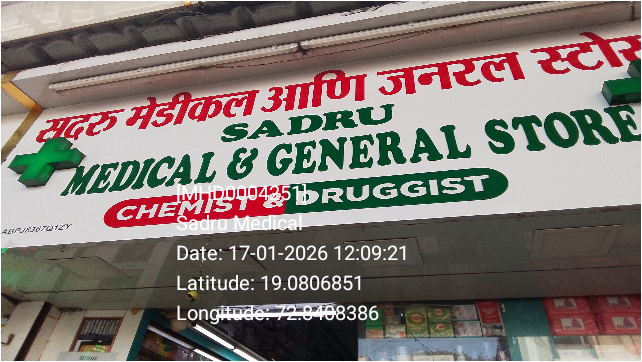 सदरु मेडीकल आणि जनरल स्टोर्स
SADRU
MEDICAL & GENERAL STORE
CHEMIST & DRUGGIST
[MHD0004251]
Sadru Medical
Date: 17-01-2026 12:09:21
Latitude: 19.0806851
Longitude: 72.8408386